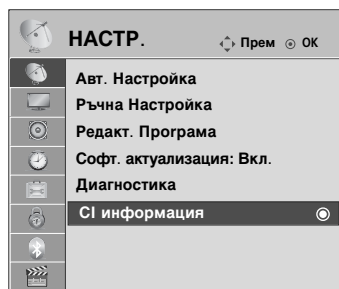 НАСТР. Прем OK
Авт. Настройка
Ръчна Настройка
Редакт. Програма
Софт. актуализация: Вкл.
Диагностика
CI информация